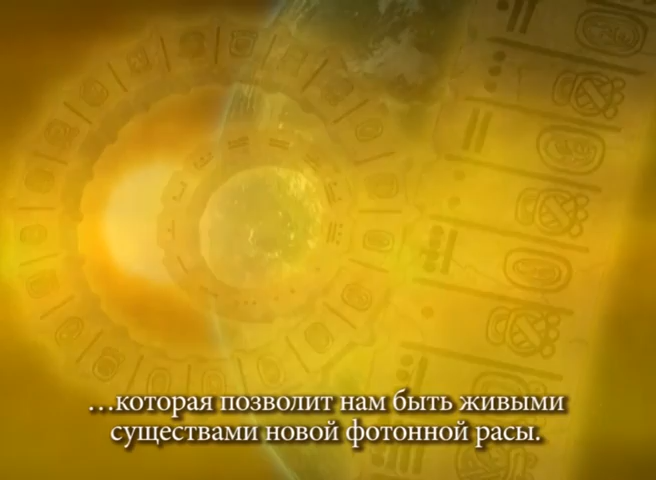 …которая позволит нам быть живыми
существами новой фотонной расы.